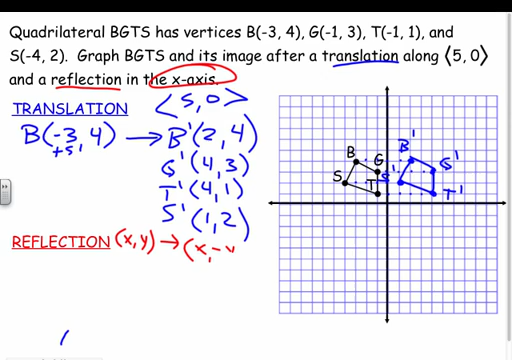 Quadrilateral BGTS has vertices B(-3, 4), G(-1, 3), T(-1, 1), and
S(-4, 2). Graph BGTS and its image after a translation along ⟨5, 0⟩
and a reflection in the x-axis.
TRANSLATION
<5, 0>
B(-3, 4) → B'(2, 4)
+5
G'(4, 3)
T'(4, 1)
S'(1, 2)
REFLECTION (x, y) → (x, -y
B G
S T
B'
G'
S'
T'